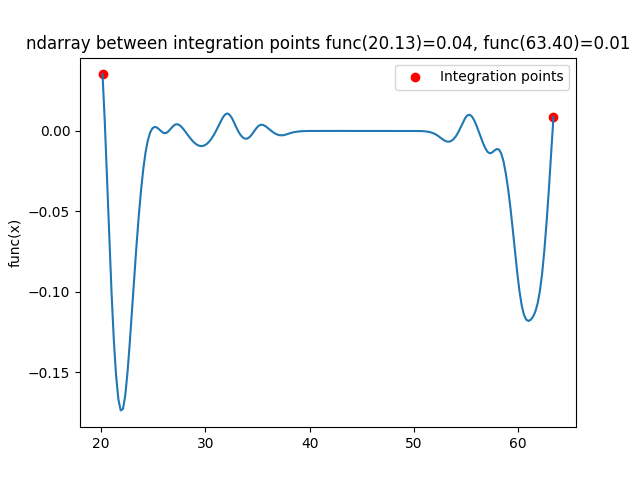 ndarray between integration points func(20.13)=0.04, func(63.40)=0.01
Integration points
0.00
−0.05
−0.10
−0.15
func(x)
20 30 40 50 60